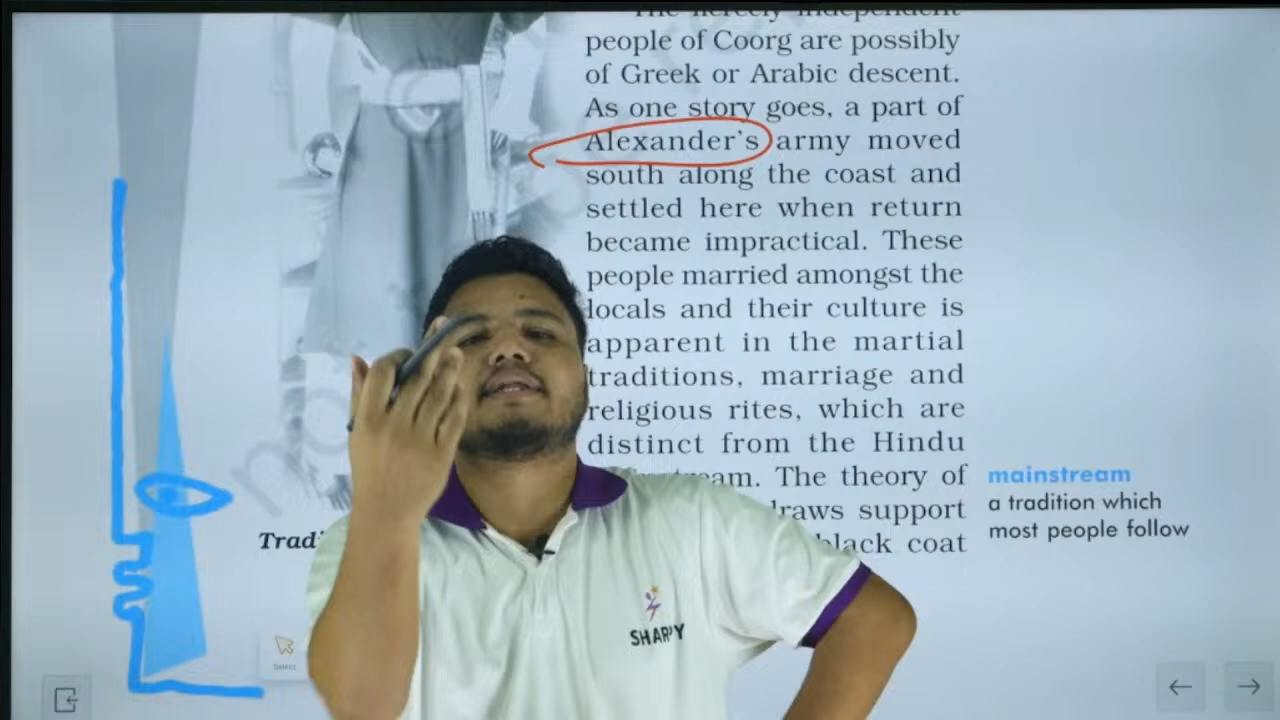 people of Coorg are possibly
of Greek or Arabic descent.
As one story goes, a part of
Alexander's army moved
south along the coast and
settled here when return
became impractical. These
people married amongst the
locals and their culture is
apparent in the martial
traditions, marriage and
religious rites, which are
distinct from the Hindu
The theory of
draws support
black coat
mainstream
a tradition which
most people follow
Select
SHARPY